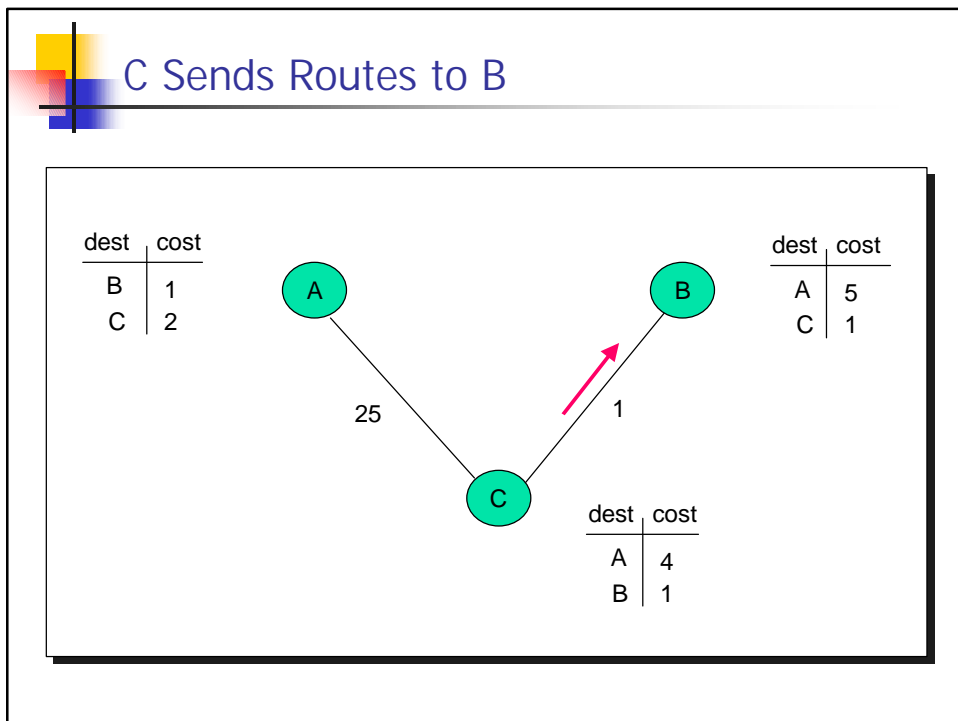 C Sends Routes to B
dest cost
B 1
C 2
A
B
dest cost
A 5
C 1
25
1
C
dest cost
A 4
B 1